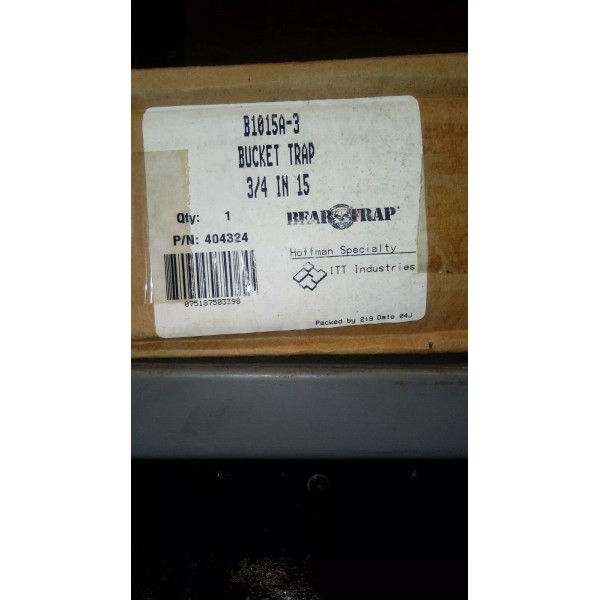 B1015A-3
BUCKET TRAP
3/4 IN 15
Qty: 1
P/N: 404324
075187503398
BEAR TRAP
Hoffman Specialty
ITT Industries
Packed by 219 Date 04J